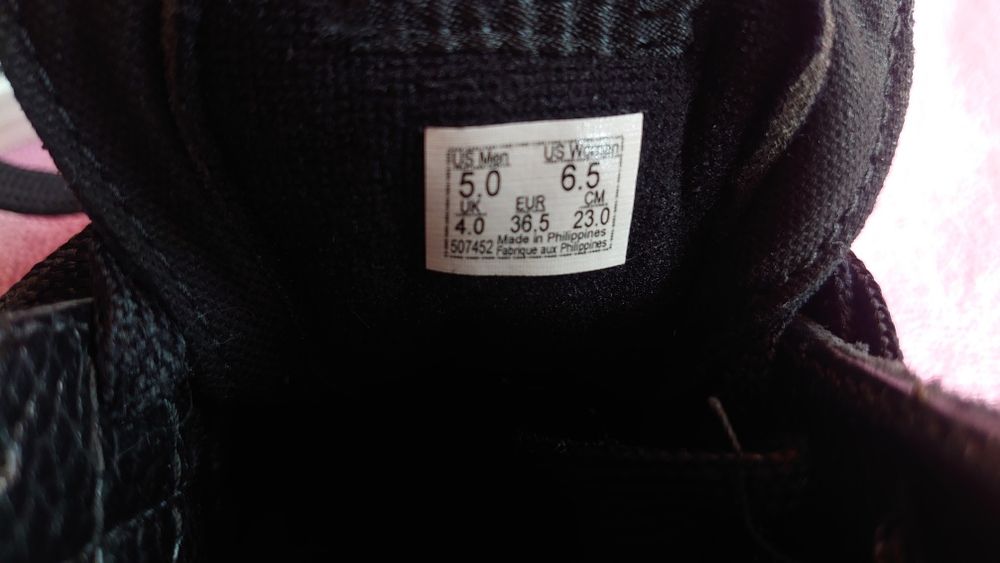 US Men US Women
5.0 6.5
UK EUR CM
4.0 36.5 23.0
507452 Made in Philippines
Fabrique aux Philippines